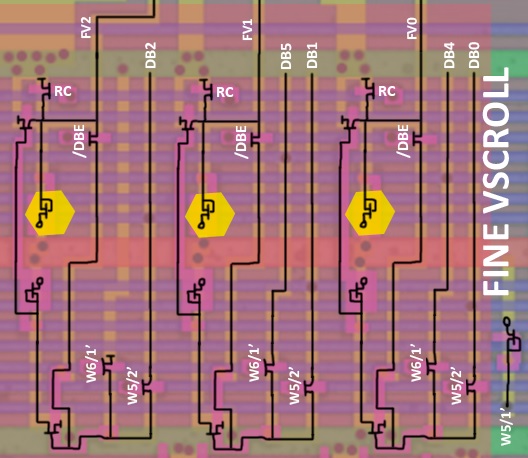 FV2
DB2
FV1
DB5
DB1
FV0
DB4
DB0
RC
RC
RC
/DBE
/DBE
/DBE
FINE VSCROLL
W6/1'
W5/2'
W6/1'
W5/2'
W6/1'
W5/2'
W5/1'